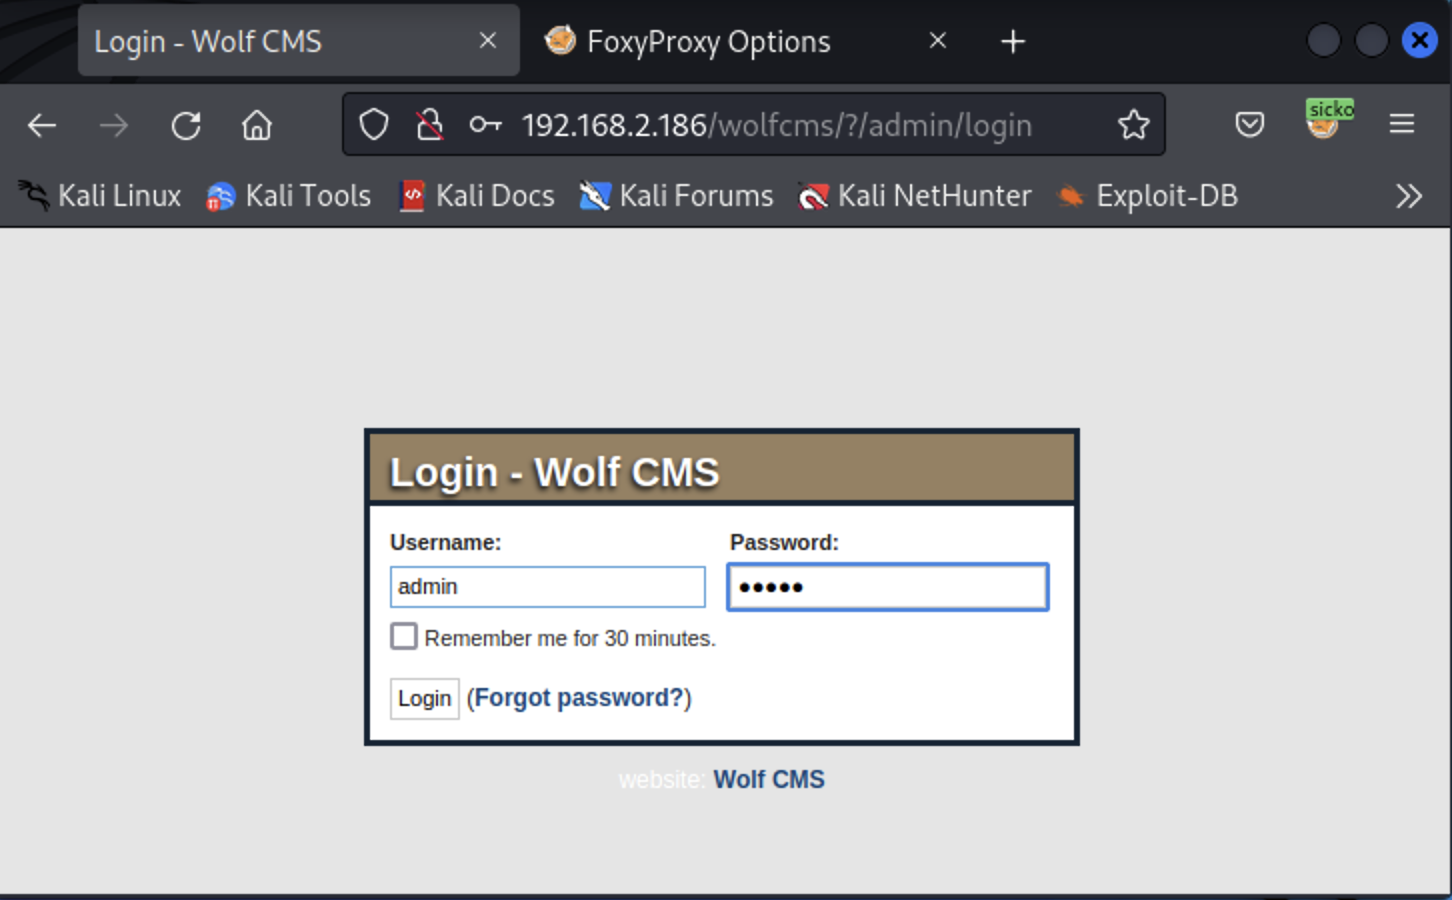 Login - Wolf CMS FoxyProxy Options
sicko
192.168.2.186/wolfcms/?/admin/login
Kali Linux Kali Tools Kali Docs Kali Forums Kali NetHunter Exploit-DB
Login - Wolf CMS
Username: Password:
admin •••••
Remember me for 30 minutes.
Login (Forgot password?)
website: Wolf CMS